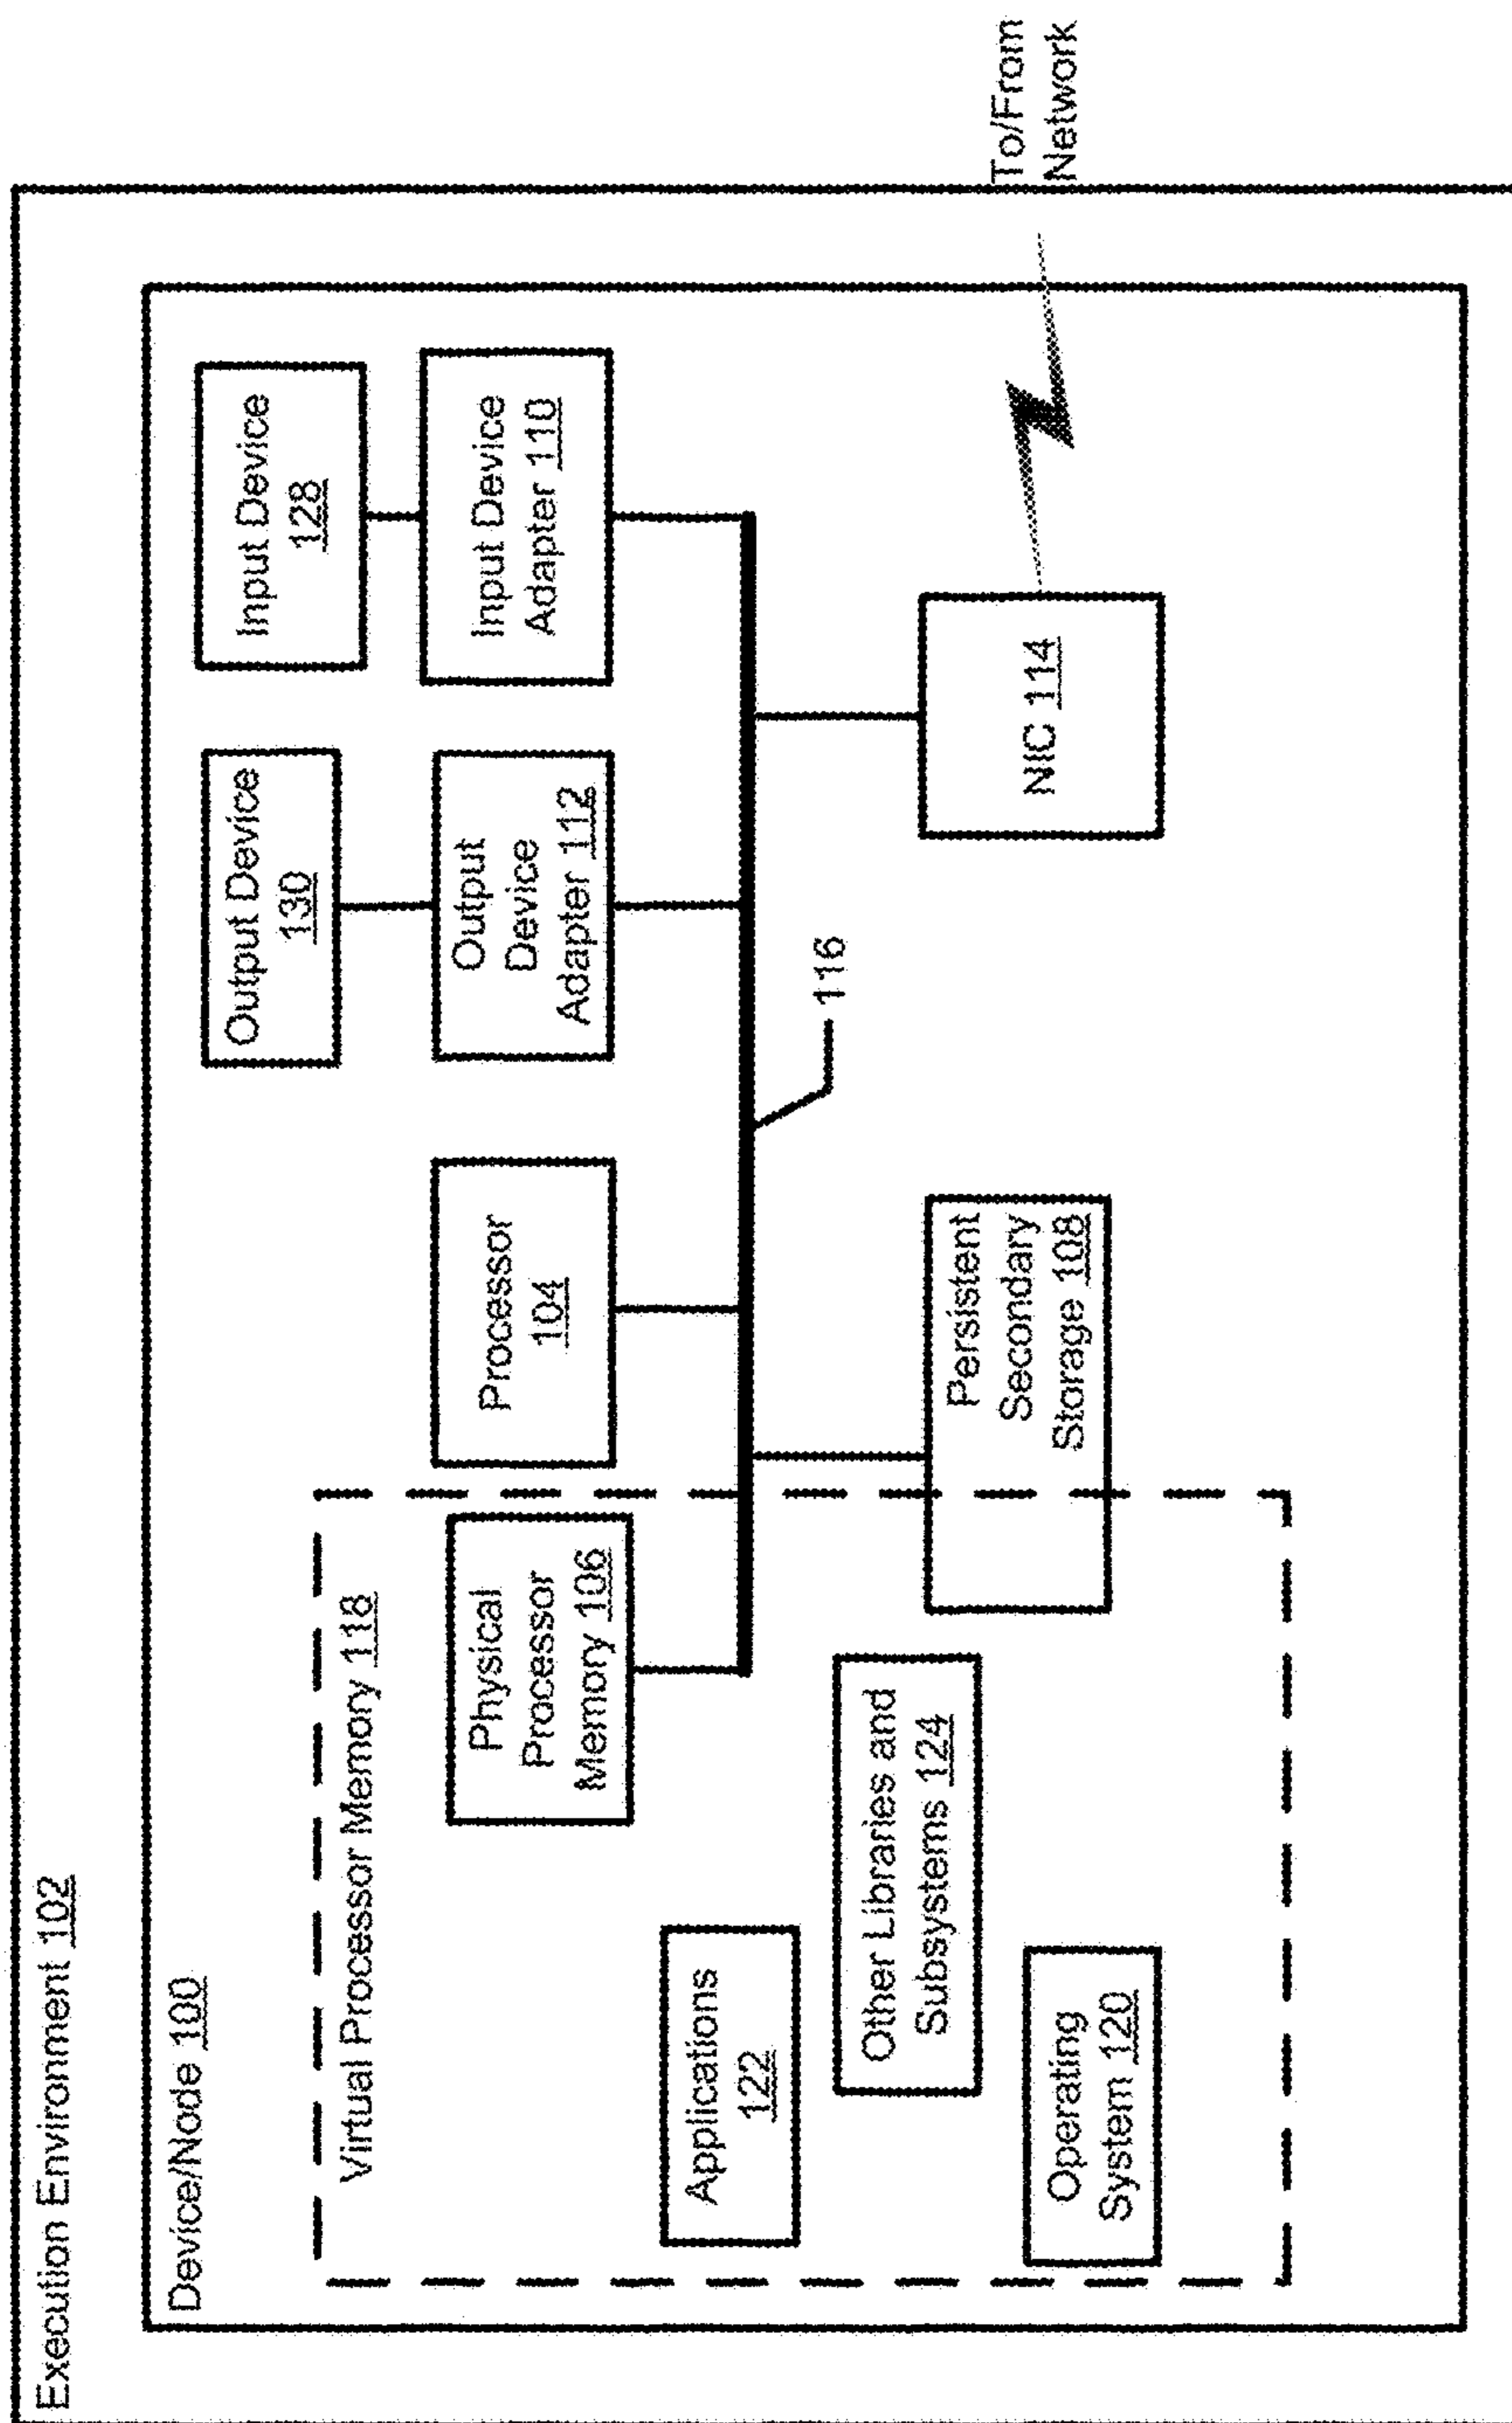 Execution Environment 102
Device/Node 100
Virtual Processor Memory 118
Physical
Processor
Memory 106
Processor
104
Output Device
130
Output
Device
Adapter 112
Input Device
128
Input Device
Adapter 110
Applications
122
Other Libraries and
Subsystems 124
Operating
System 120
Persistent
Secondary
Storage 108
116
NIC 114
To/From
Network